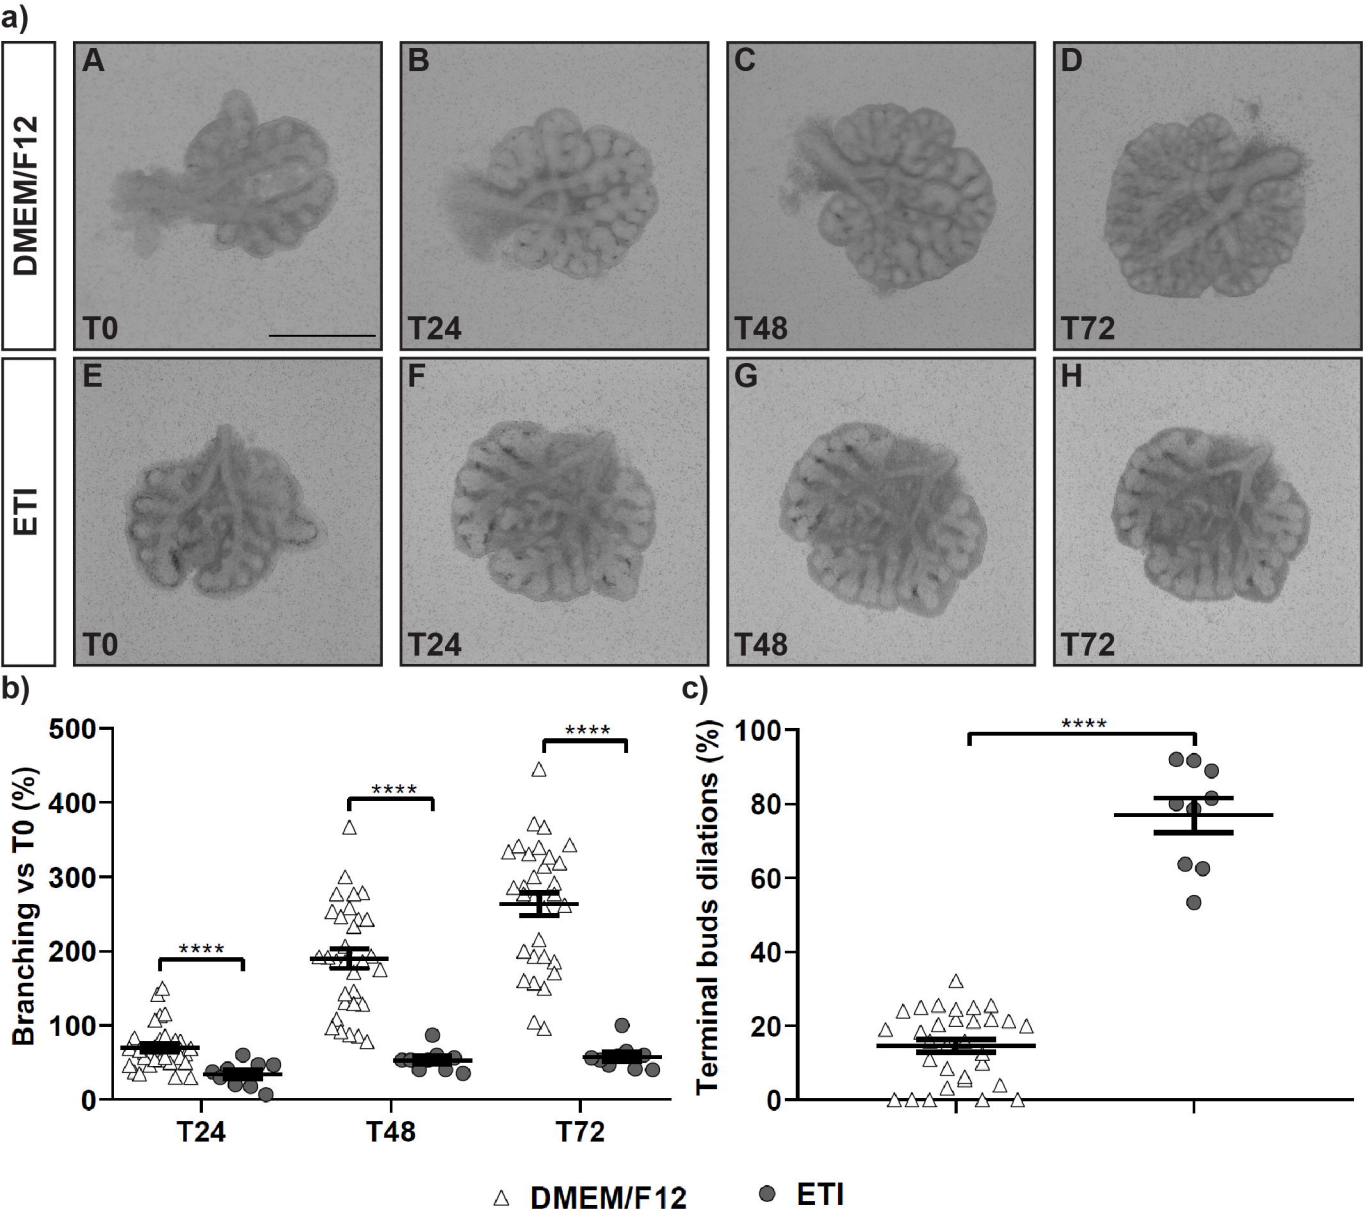 a)
DMEM/F12
A
T0
B
T24
C
T48
D
T72
ETI
E
T0
F
T24
G
T48
H
T72
b)
Branching vs T0 (%)
500
400
300
200
100
0
****
****
****
T24
T48
T72
c)
Terminal buds dilations (%)
100
80
60
40
20
0
****
DMEM/F12
ETI